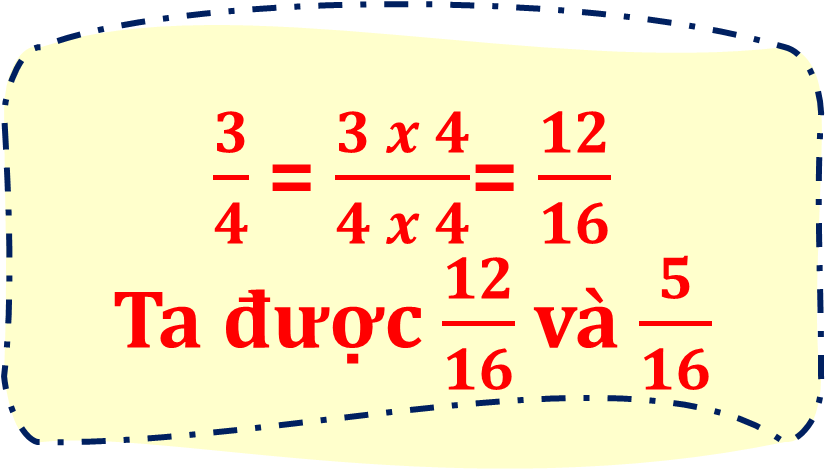 3/4 = 3 x 4/4 x 4 = 12/16
Ta được 12/16 và 5/16